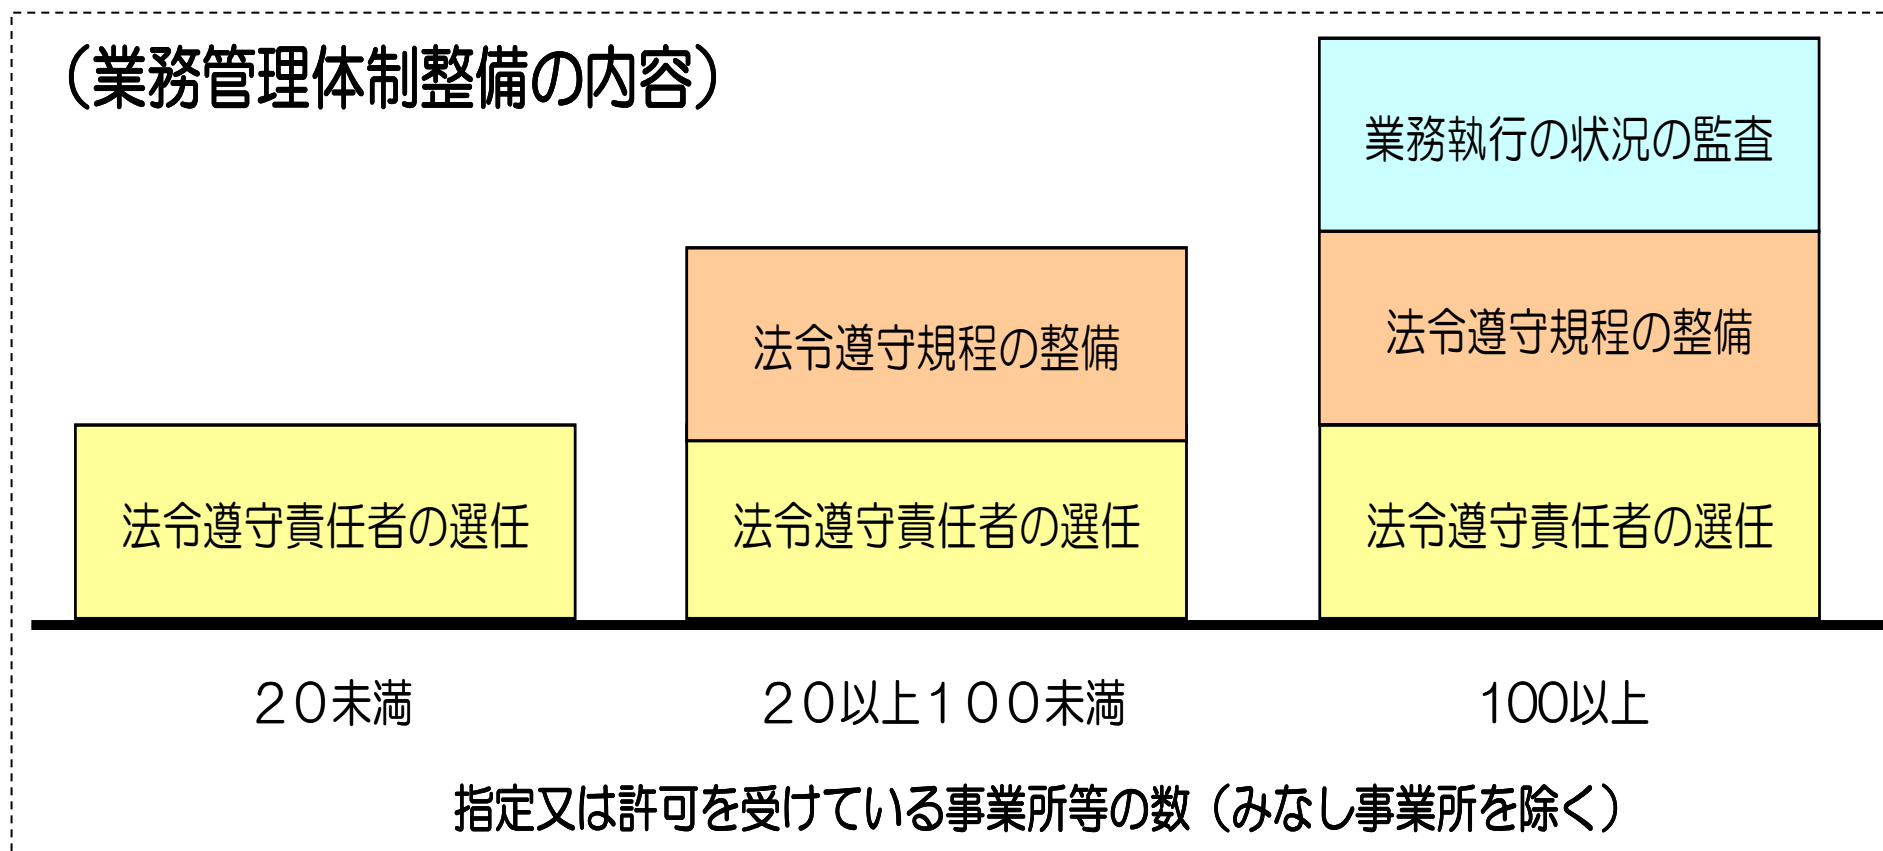 （業務管理体制整備の内容）
業務執行の状況の監査
法令遵守規程の整備
法令遵守規程の整備
法令遵守責任者の選任
法令遵守責任者の選任
法令遵守責任者の選任
２０未満
２０以上１００未満
100以上
指定又は許可を受けている事業所等の数（みなし事業所を除く）